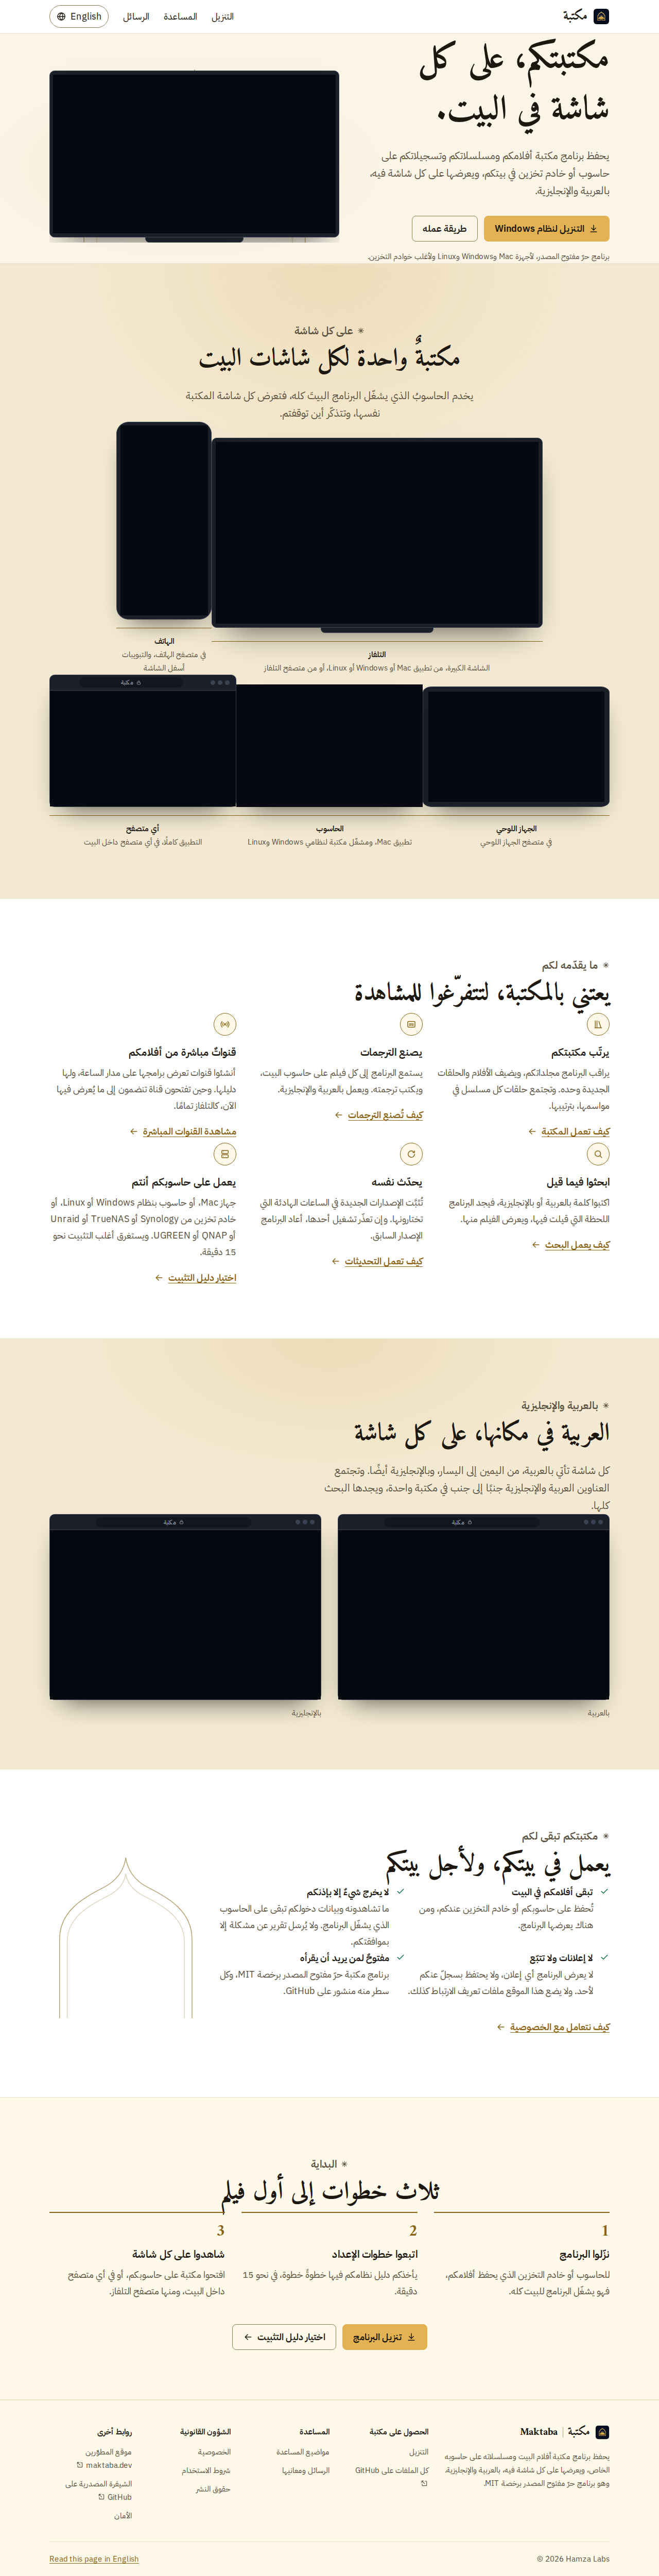 مكتبة
التنزيل
المساعدة
الرسائل
English
مكتبتكم، على كل
شاشة في البيت.
يحفظ برنامج مكتبة أفلامكم ومسلسلاتكم وتسجيلاتكم على
حاسوب أو خادم تخزين في بيتكم، ويعرضها على كل شاشة فيه،
بالعربية والإنجليزية.
التنزيل لنظام Windows
طريقة عمله
برنامج حرّ مفتوح المصدر، لأجهزة Mac وWindows وLinux ولأغلب خوادم التخزين.
على كل شاشة
مكتبةٌ واحدة لكل شاشات البيت
يخدم الحاسوبُ الذي يشغّل البرنامج البيتَ كله، فتعرض كل شاشة المكتبة
نفسها، وتتذكّر أين توقفتم.
التلفاز
الشاشة الكبيرة، من تطبيق Mac أو Windows أو Linux، أو من متصفح التلفاز
الهاتف
في متصفح الهاتف، والتبويبات
أسفل الشاشة
مكتبة
الجهاز اللوحي
في متصفح الجهاز اللوحي
الحاسوب
تطبيق Mac، ومشغّل مكتبة لنظامي Windows وLinux
أي متصفح
التطبيق كاملًا، في أي متصفح داخل البيت
ما يقدّمه لكم
يعتني بالمكتبة، لتتفرّغوا للمشاهدة
يرتّب مكتبتكم
يراقب البرنامج مجلداتكم، ويضيف الأفلام والحلقات
الجديدة وحده. وتجتمع حلقات كل مسلسل في
مواسمها، بترتيبها.
كيف تعمل المكتبة
يصنع الترجمات
يستمع البرنامج إلى كل فيلم على حاسوب البيت،
ويكتب ترجمته. ويعمل بالعربية والإنجليزية.
كيف تُصنع الترجمات
قنواتٌ مباشرة من أفلامكم
أنشئوا قنوات تعرض برامجها على مدار الساعة، ولها
دليلها. وحين تفتحون قناة تنضمون إلى ما يُعرض فيها
الآن، كالتلفاز تمامًا.
مشاهدة القنوات المباشرة
ابحثوا فيما قيل
اكتبوا كلمة بالعربية أو بالإنجليزية، فيجد البرنامج
اللحظة التي قيلت فيها، ويعرض الفيلم منها.
كيف يعمل البحث
يحدّث نفسه
تُثبَّت الإصدارات الجديدة في الساعات الهادئة التي
تختارونها. وإن تعذّر تشغيل أحدها، أعاد البرنامج
الإصدار السابق.
كيف تعمل التحديثات
يعمل على حاسوبكم أنتم
جهاز Mac، أو حاسوب بنظام Windows أو Linux، أو
خادم تخزين من Synology أو TrueNAS أو Unraid
أو QNAP أو UGREEN. ويستغرق أغلب التثبيت نحو
15 دقيقة.
اختيار دليل التثبيت
بالعربية والإنجليزية
العربية في مكانها، على كل شاشة
كل شاشة تأتي بالعربية، من اليمين إلى اليسار، وبالإنجليزية أيضًا. وتجتمع
العناوين العربية والإنجليزية جنبًا إلى جنب في مكتبة واحدة، ويجدها البحث
كلها.
مكتبة
مكتبة
بالعربية
بالإنجليزية
مكتبتكم تبقى لكم
يعمل في بيتكم، ولأجل بيتكم
تبقى أفلامكم في البيت
تُحفظ على حاسوبكم أو خادم التخزين عندكم، ومن
هناك يعرضها البرنامج.
لا يخرج شيءٌ إلا بإذنكم
ما تشاهدونه وبيانات دخولكم تبقى على الحاسوب
الذي يشغّل البرنامج. ولا يُرسَل تقرير عن مشكلة إلا
بموافقتكم.
لا إعلانات ولا تتبّع
لا يعرض البرنامج أي إعلان، ولا يحتفظ بسجلّ عنكم
لأحد. ولا يضع هذا الموقع ملفات تعريف الارتباط كذلك.
مفتوحٌ لمن يريد أن يقرأه
برنامج مكتبة حرّ مفتوح المصدر برخصة MIT، وكل
سطر منه منشور على GitHub.
كيف نتعامل مع الخصوصية
البداية
ثلاث خطوات إلى أول فيلم
1
نزّلوا البرنامج
للحاسوب أو خادم التخزين الذي يحفظ أفلامكم،
فهو يشغّل البرنامج للبيت كله.
2
اتبعوا خطوات الإعداد
يأخذكم دليل نظامكم فيها خطوةً خطوة، في نحو 15
دقيقة.
3
شاهدوا على كل شاشة
افتحوا مكتبة على حاسوبكم، أو في أي متصفح
داخل البيت، ومنها متصفح التلفاز.
تنزيل البرنامج
اختيار دليل التثبيت
مكتبة | Maktaba
يحفظ برنامج مكتبة أفلام البيت ومسلسلاته على حاسوبه
الخاص، ويعرضها على كل شاشة فيه، بالعربية والإنجليزية.
وهو برنامج حرّ مفتوح المصدر برخصة MIT.
الحصول على مكتبة
التنزيل
كل الملفات على GitHub
المساعدة
مواضيع المساعدة
الرسائل ومعانيها
الشؤون القانونية
الخصوصية
شروط الاستخدام
حقوق النشر
روابط أخرى
موقع المطوّرين
maktaba.dev
الشيفرة المصدرية على
GitHub
الأمان
© 2026 Hamza Labs
Read this page in English